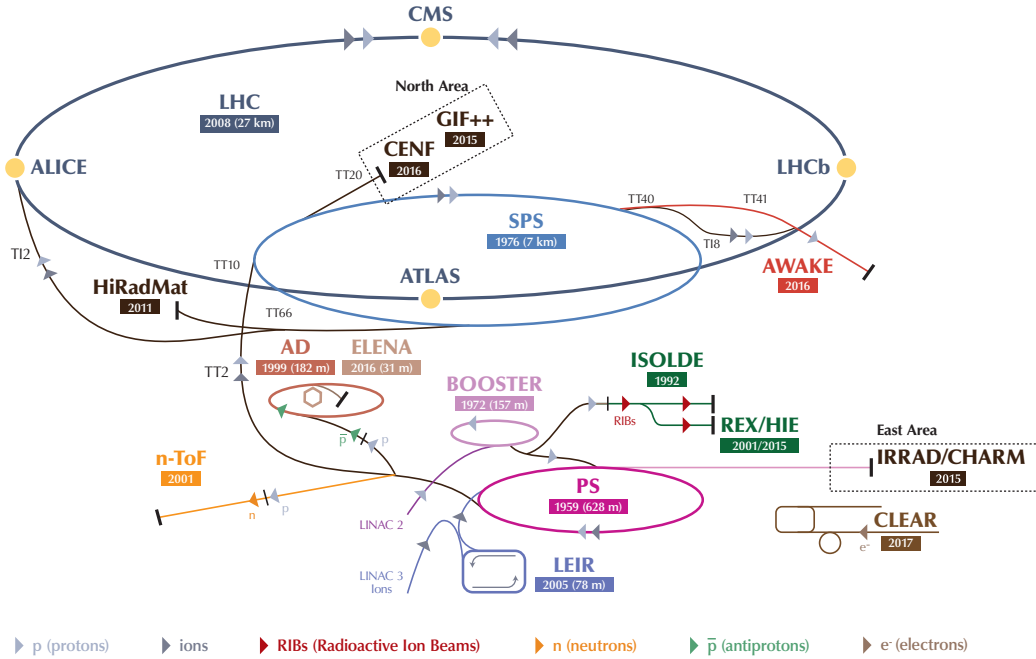 CMS
North Area
LHC
2008 (27 km)
GIF++
2015
CENF
2016
ALICE
LHCb
TT20
TT40
TT41
SPS
1976 (7 km)
TI8
TI2
TT10
AWAKE
2016
ATLAS
HiRadMat
2011
TT66
AD
1999 (182 m)
ELENA
2016 (31 m)
TT2
ISOLDE
1992
BOOSTER
1972 (157 m)
RIBs
REX/HIE
2001/2015
East Area
p̅
p
n-ToF
2001
IRRAD/CHARM
2015
PS
1959 (628 m)
n
p
LINAC 2
CLEAR
2017
e-
LEIR
2005 (78 m)
LINAC 3
Ions
p (protons)
ions
RIBs (Radioactive Ion Beams)
n (neutrons)
p̅ (antiprotons)
e- (electrons)